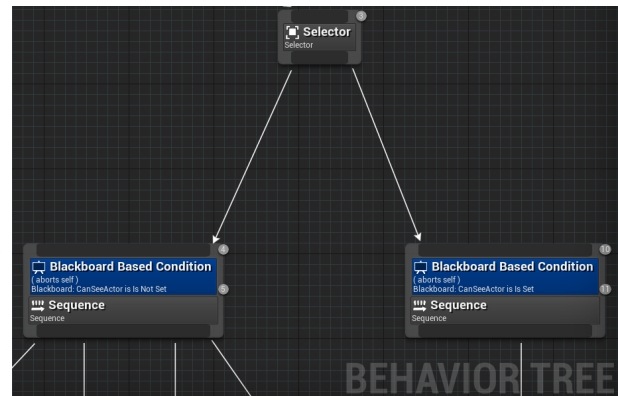 3
Selector
Selector
4
Blackboard Based Condition
( aborts self )
Blackboard: CanSeeActor is Is Not Set
5
Sequence
Sequence
10
Blackboard Based Condition
( aborts self )
Blackboard: CanSeeActor is Is Set
11
Sequence
Sequence
BEHAVIOR TREE